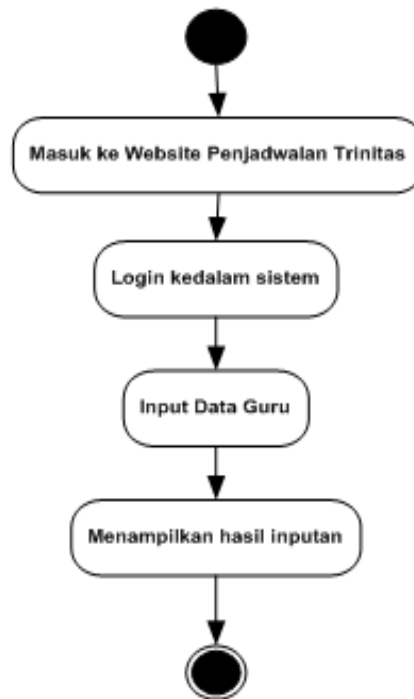 Masuk ke Website Penjadwalan Trinitas
Login kedalam sistem
Input Data Guru
Menampilkan hasil inputan